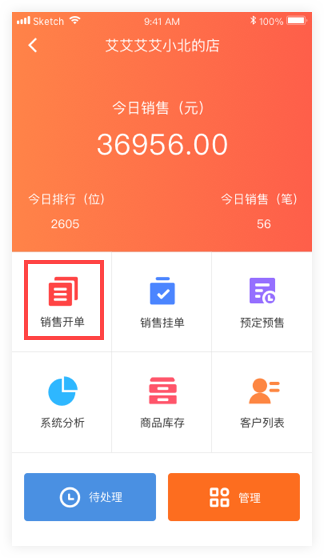 Sketch 9:41 AM 100%
艾艾艾艾小北的店
今日销售（元）
36956.00
今日排行（位） 今日销售（笔）
2605 56
销售开单 销售挂单 预定预售
系统分析 商品库存 客户列表
待处理 管理